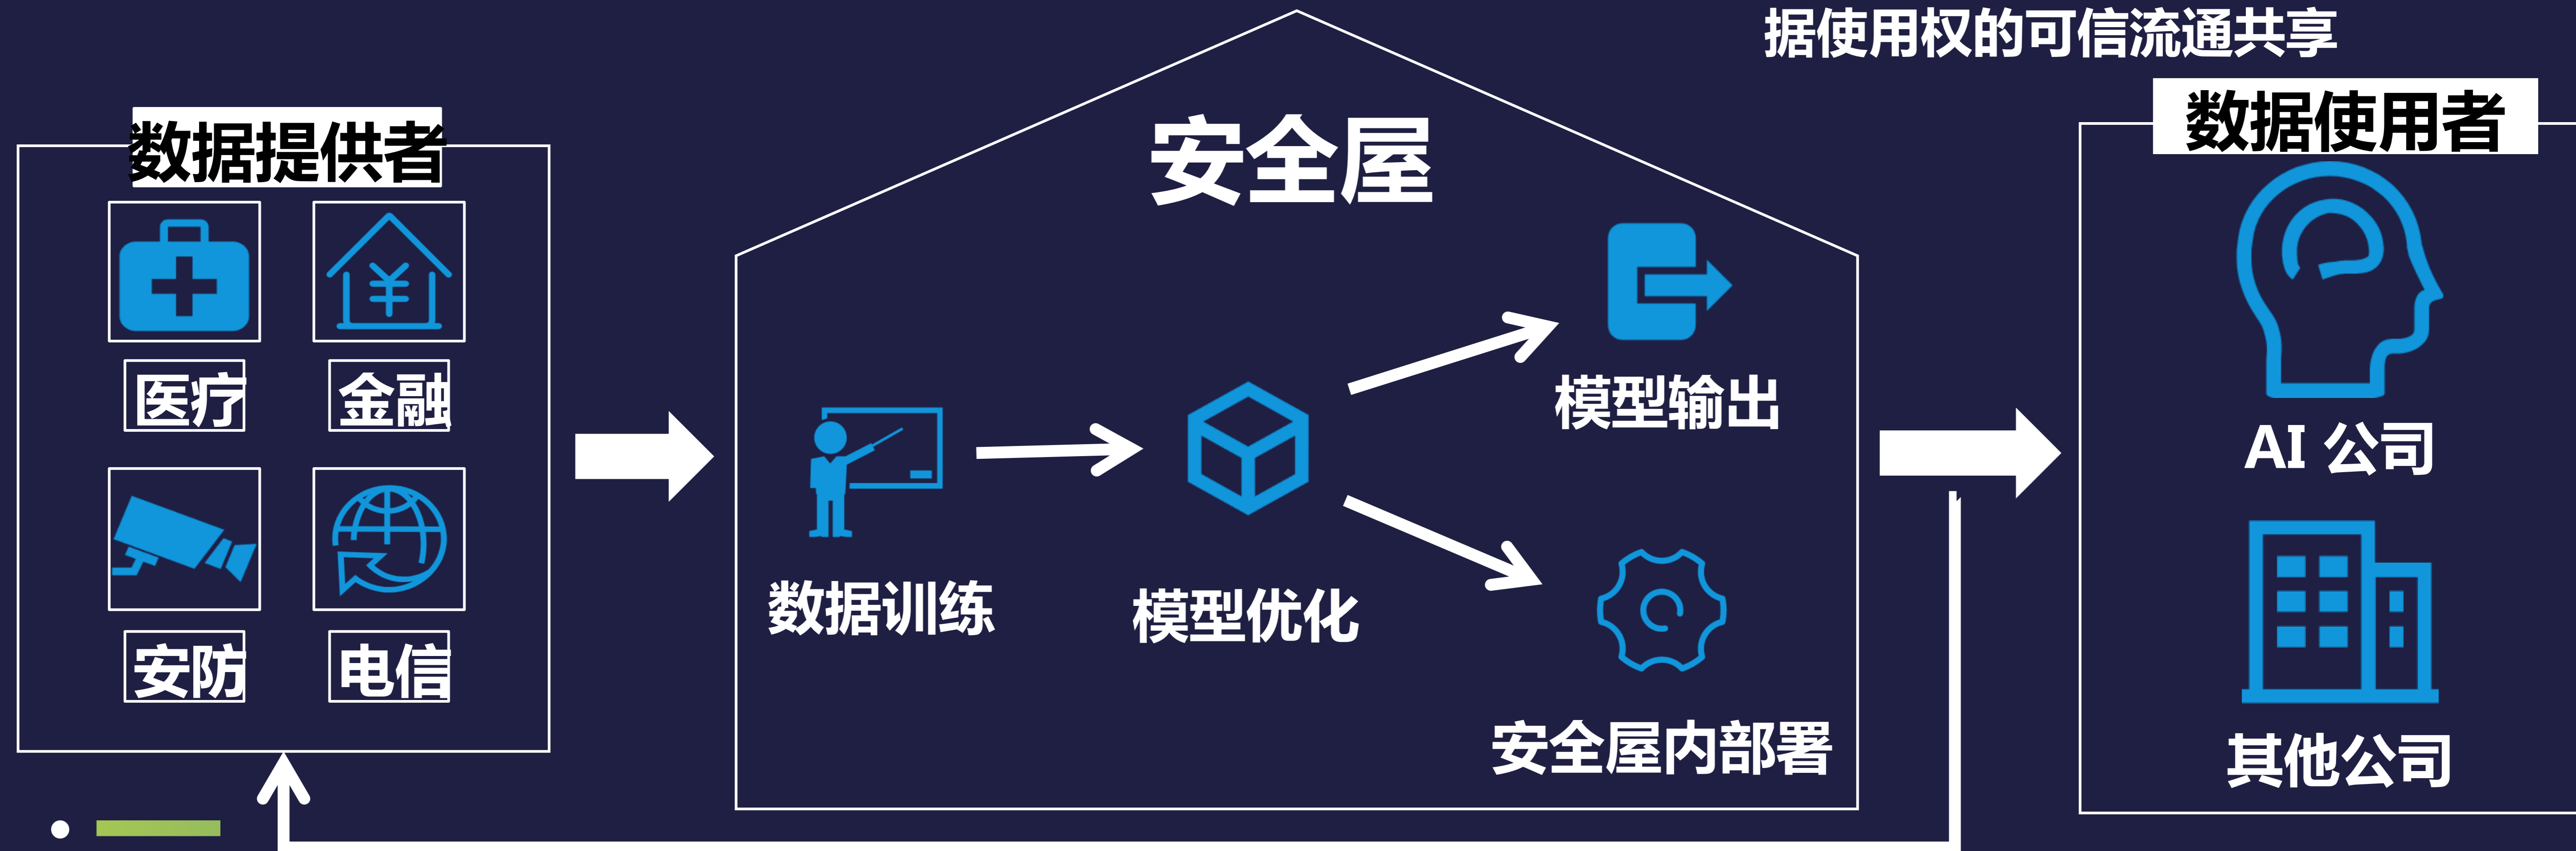 据使用权的可信流通共享
数据提供者
医疗
金融
安防
电信
安全屋
数据训练
模型优化
模型输出
安全屋内部署
数据使用者
AI 公司
其他公司